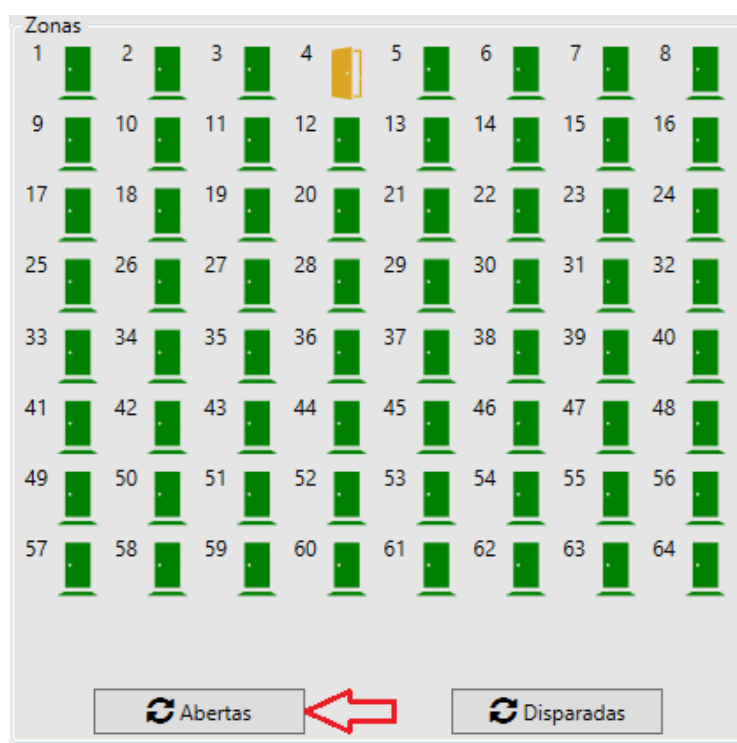 Zonas
1 2 3 4 5 6 7 8
9 10 11 12 13 14 15 16
17 18 19 20 21 22 23 24
25 26 27 28 29 30 31 32
33 34 35 36 37 38 39 40
41 42 43 44 45 46 47 48
49 50 51 52 53 54 55 56
57 58 59 60 61 62 63 64
Abertas Disparadas